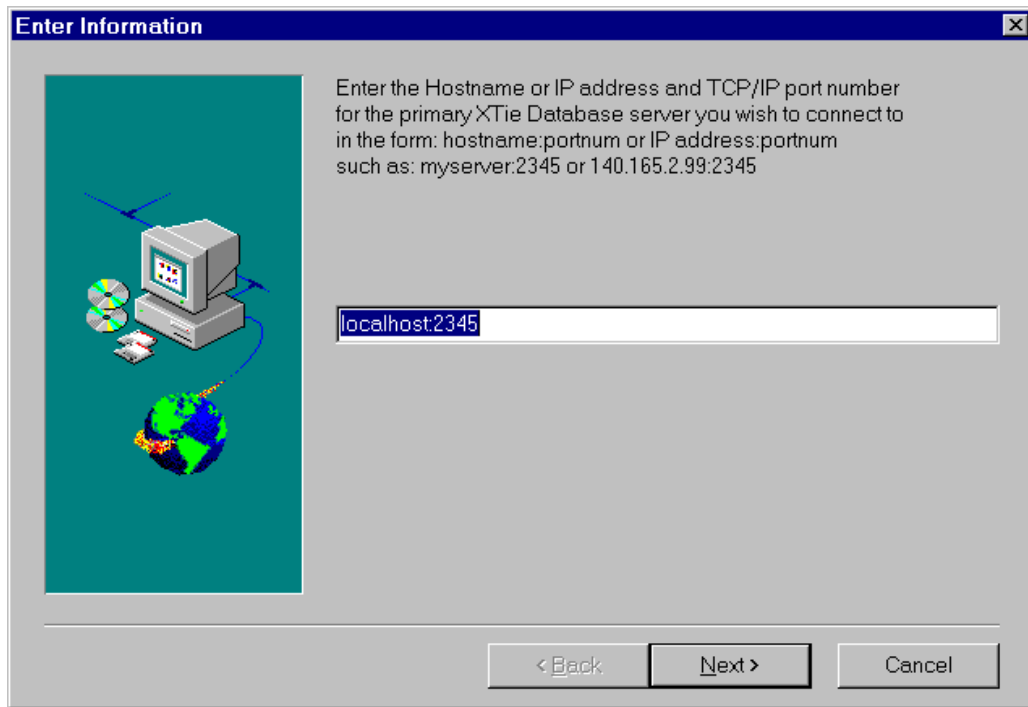 Enter Information
Enter the Hostname or IP address and TCP/IP port number
for the primary XTie Database server you wish to connect to
in the form: hostname:portnum or IP address:portnum
such as: myserver:2345 or 140.165.2.99:2345
localhost:2345
< Back
Next >
Cancel